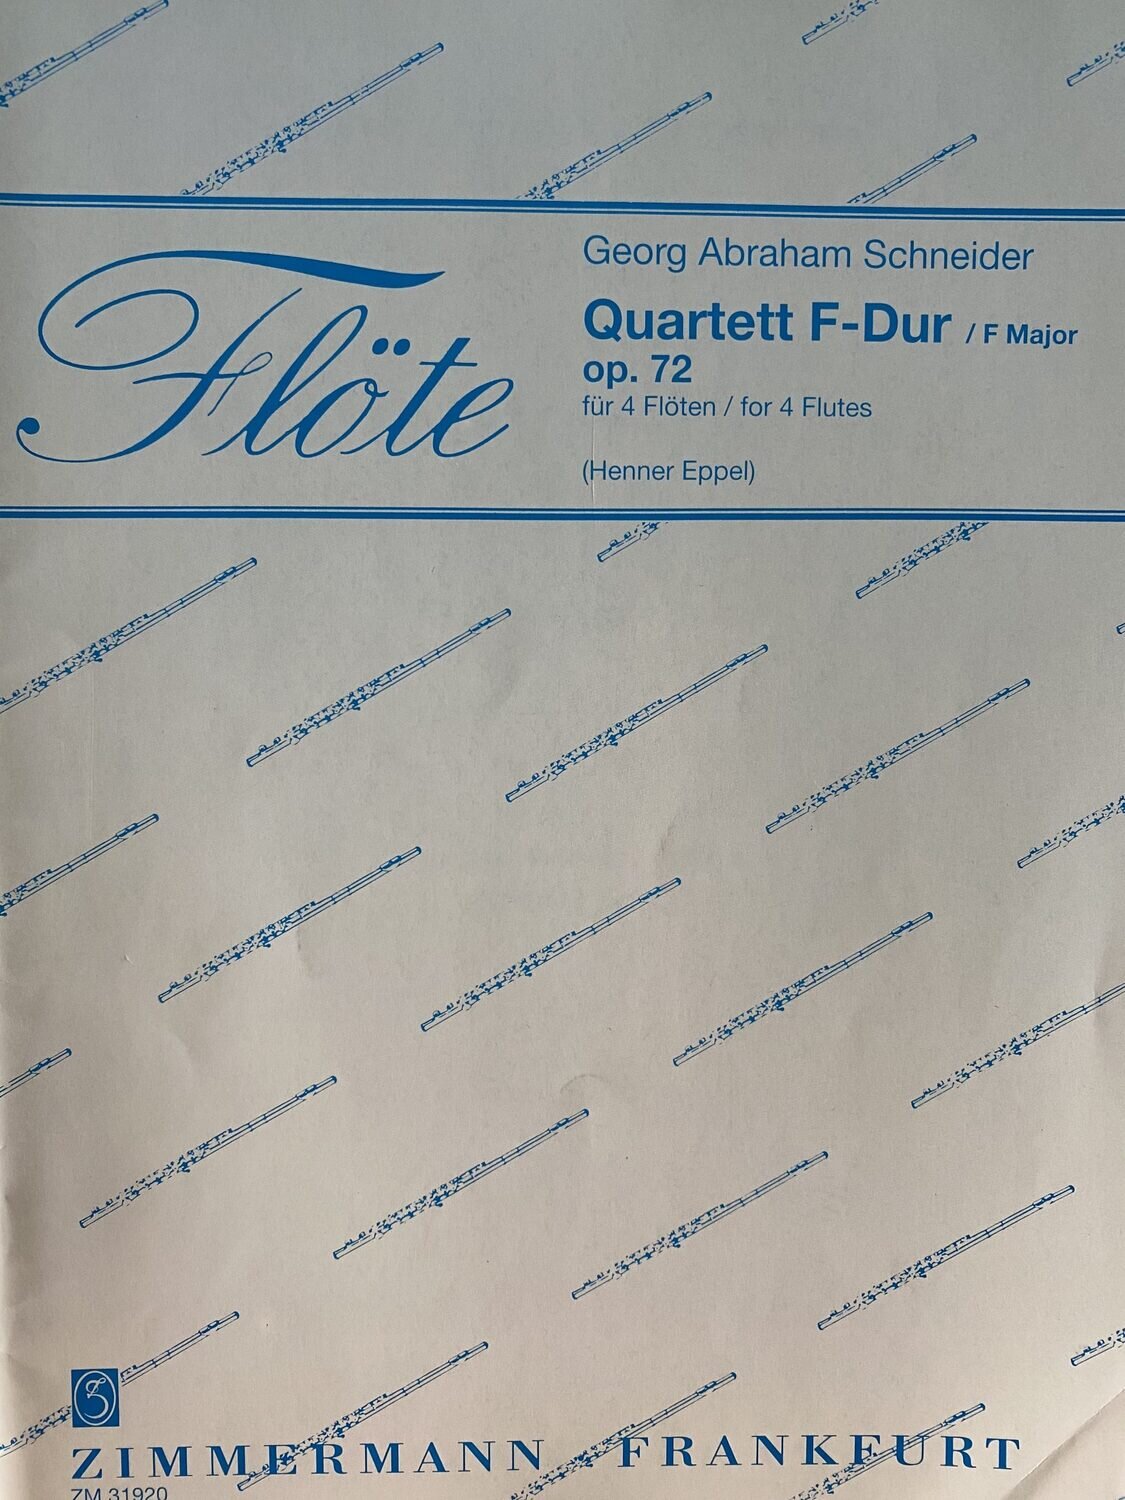 Flöte
Georg Abraham Schneider
Quartett F-Dur / F Major
op. 72
für 4 Flöten / for 4 Flutes
(Henner Eppel)
Z
ZIMMERMANN FRANKFURT
ZM 31920